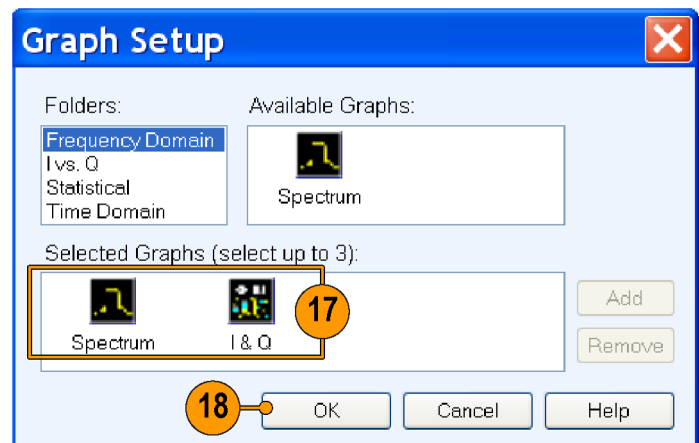 Graph Setup
Folders:
Available Graphs:
Frequency Domain
I vs. Q
Statistical
Time Domain
Spectrum
Selected Graphs (select up to 3):
Spectrum
I & Q
17
Add
Remove
18
OK
Cancel
Help